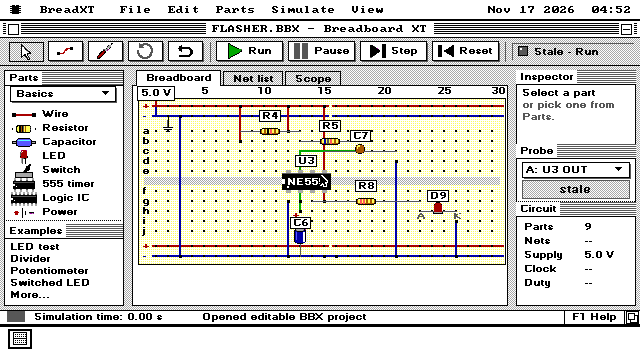 BreadXT File Edit Parts Simulate View Nov 17 2026 04:52
FLASHER.BBX - Breadboard XT
Run Pause Step Reset Stale - Run
Parts
Basics
Wire
Resistor
Capacitor
LED
Switch
555 timer
Logic IC
Power
Examples
LED test
Divider
Potentiometer
Switched LED
More...
Breadboard Net list Scope
5.0 V 5 10 15 20 25 30
+
-
a
b
c
d
e
f
g
h
i
j
+
-
R4
R5
C7
U3
NE555
R8
D9
A K
C6
+
Inspector
Select a part
or pick one from
Parts.
Probe
A: U3 OUT
stale
Circuit
Parts 9
Nets --
Supply 5.0 V
Clock --
Duty --
Simulation time: 0.00 s Opened editable BBX project F1 Help